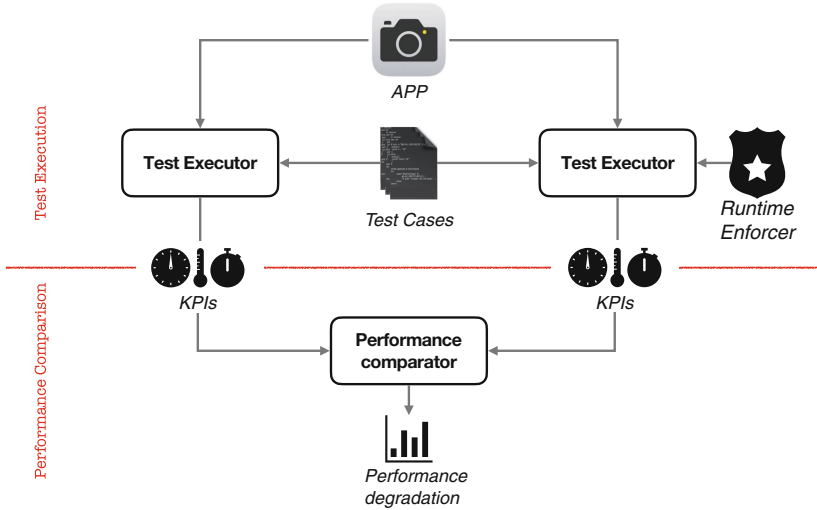 APP
Test Execution
Test Executor
Test Executor
Test Cases
Runtime
Enforcer
KPIs
KPIs
Performance Comparison
Performance
comparator
Performance
degradation